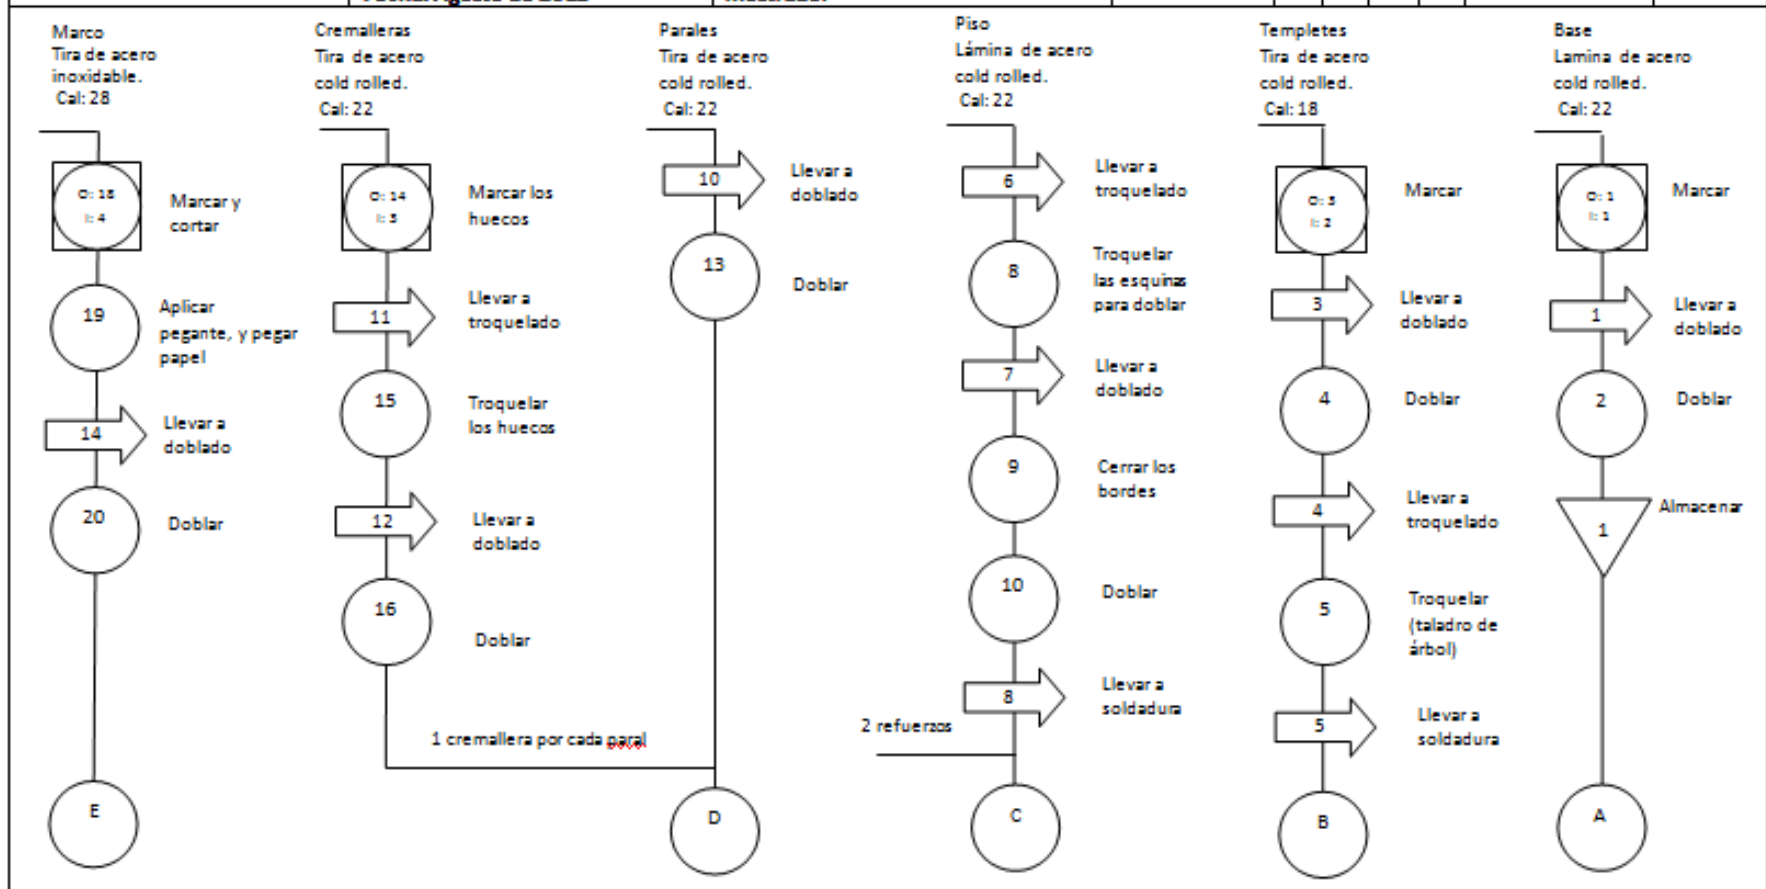 Marco
Tira de acero
inoxidable.
Cal: 28
O: 18
I: 4
Marcar y
cortar
19
Aplicar
pegante, y pegar
papel
14
Llevar a
doblado
20
Doblar
E
Cremalleras
Tira de acero
cold rolled.
Cal: 22
O: 14
I: 3
Marcar los
huecos
11
Llevar a
troquelado
15
Troquelar
los huecos
12
Llevar a
doblado
16
Doblar
1 cremallera por cada paral
Parales
Tira de acero
cold rolled.
Cal: 22
10
Llevar a
doblado
13
Doblar
D
Piso
Lámina de acero
cold rolled.
Cal: 22
6
Llevar a
troquelado
8
Troquelar
las esquinas
para doblar
7
Llevar a
doblado
9
Cerrar los
bordes
10
Doblar
8
Llevar a
soldadura
2 refuerzos
C
Templetes
Tira de acero
cold rolled.
Cal: 18
O: 3
I: 2
Marcar
3
Llevar a
doblado
4
Doblar
4
Llevar a
troquelado
5
Troquelar
(taladro de
árbol)
5
Llevar a
soldadura
B
Base
Lamina de acero
cold rolled.
Cal: 22
O: 1
I: 1
Marcar
1
Llevar a
doblado
2
Doblar
1
Almacenar
A